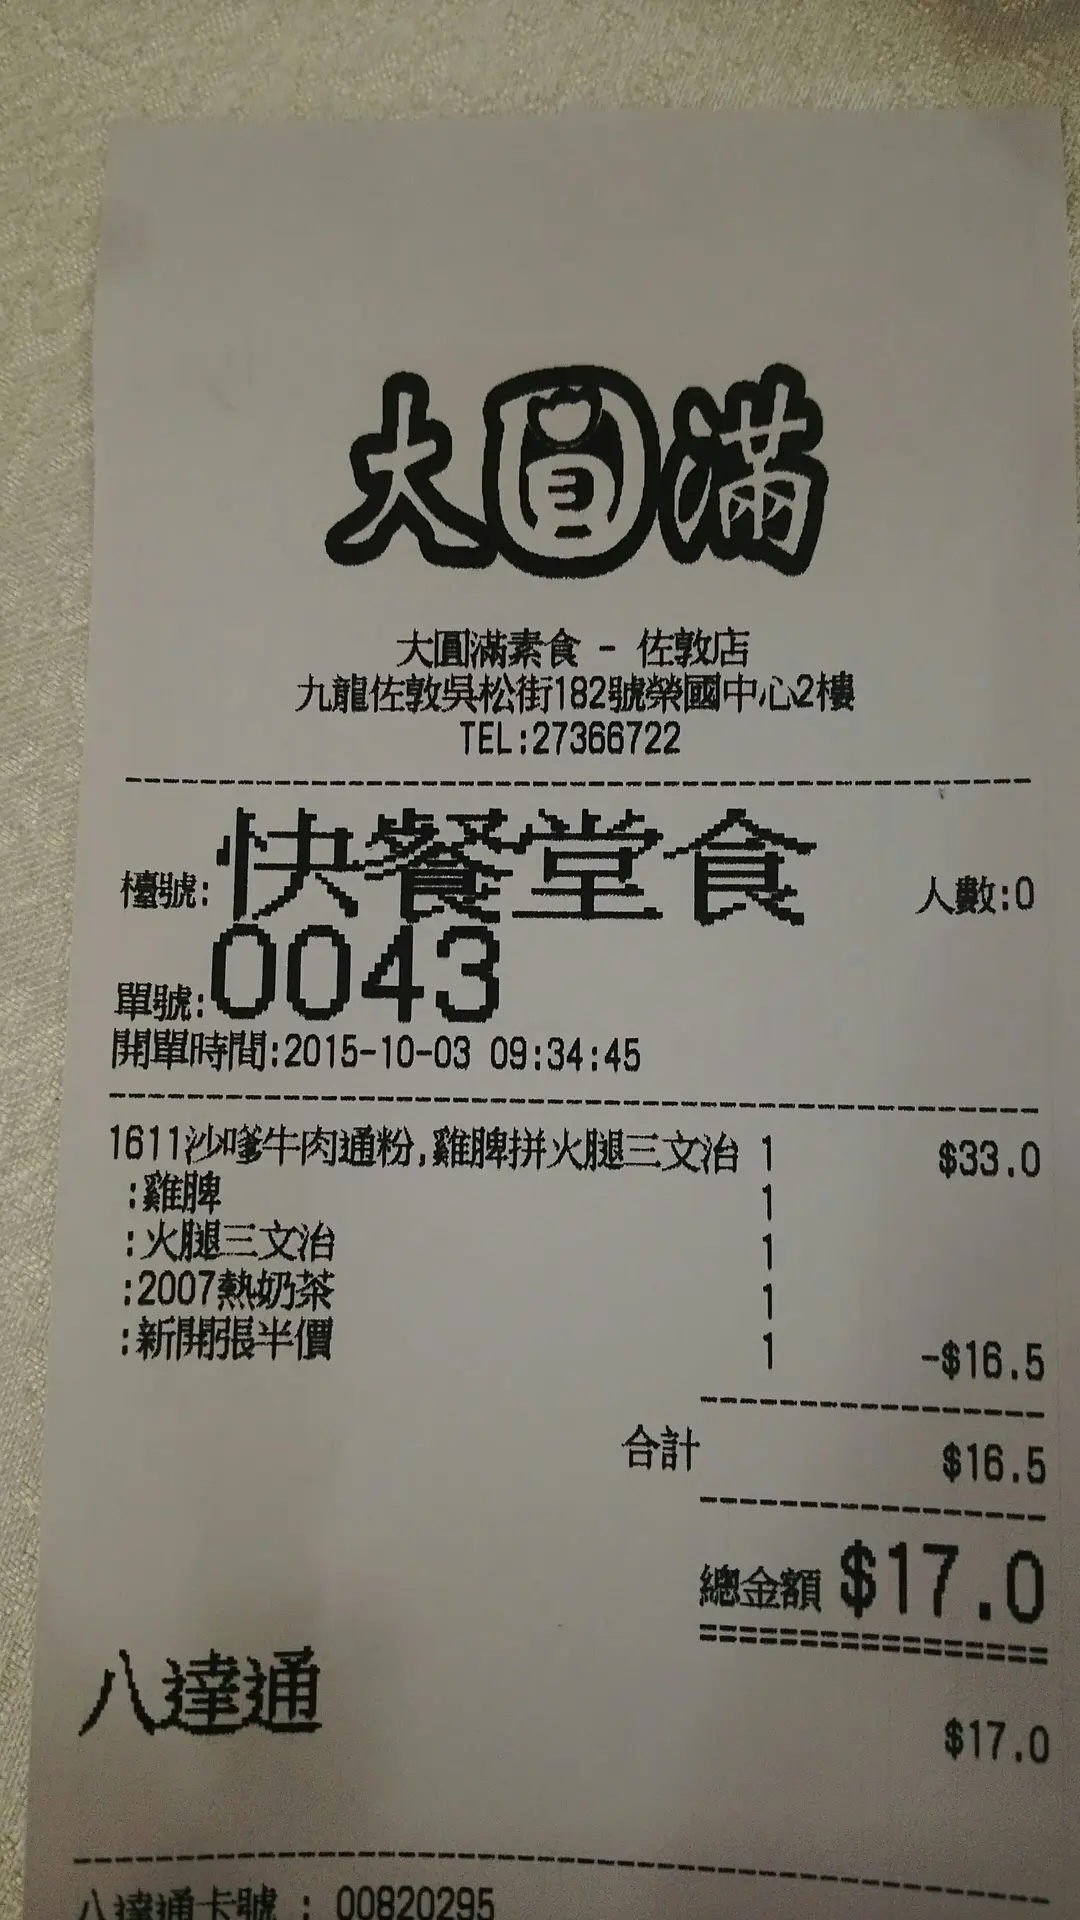 大圓滿
大圓滿素食 - 佐敦店
九龍佐敦吳松街182號榮國中心2樓
TEL:27366722
檯號:快餐堂食 人數:0
單號:0043
開單時間:2015-10-03 09:34:45
1611沙嗲牛肉通粉,雞脾拼火腿三文治 1 $33.0
:雞脾 1
:火腿三文治 1
:2007熱奶茶 1
:新開張半價 1 -$16.5
合計 $16.5
總金額 $17.0
八達通 $17.0
八達通卡號 : 00820295